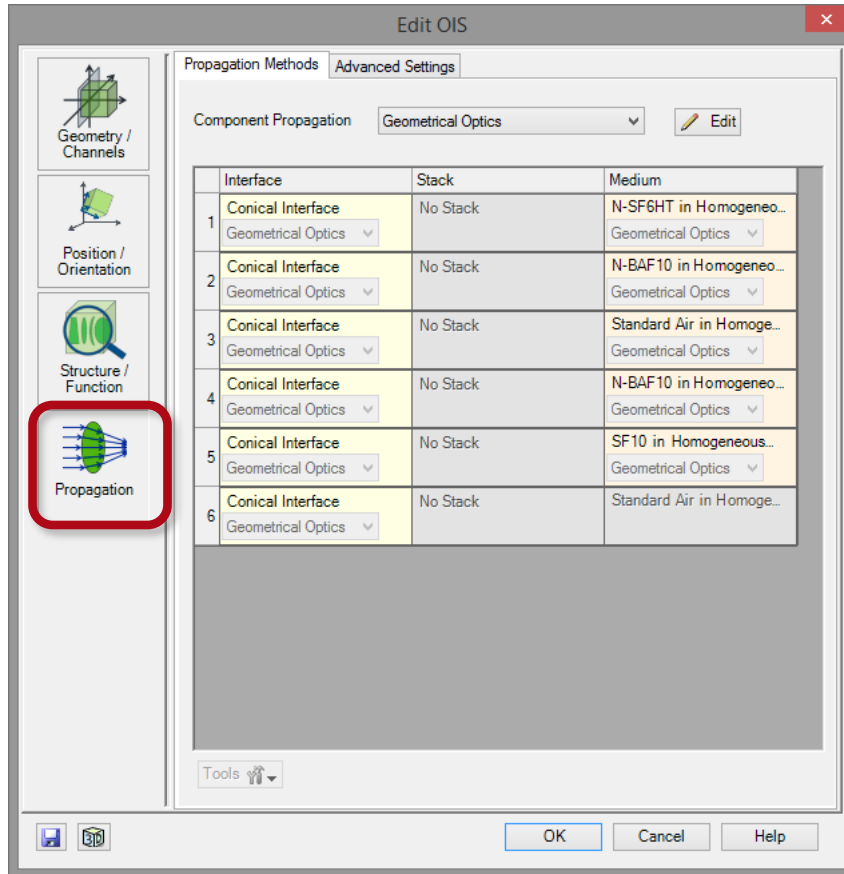 Edit OIS
Geometry /
Channels
Position /
Orientation
Structure /
Function
Propagation
Propagation Methods
Advanced Settings
Component Propagation
Geometrical Optics
Edit
Interface
Stack
Medium
1
Conical Interface
Geometrical Optics
No Stack
N-SF6HT in Homogeneo...
Geometrical Optics
2
Conical Interface
Geometrical Optics
No Stack
N-BAF10 in Homogeneo...
Geometrical Optics
3
Conical Interface
Geometrical Optics
No Stack
Standard Air in Homoge...
Geometrical Optics
4
Conical Interface
Geometrical Optics
No Stack
N-BAF10 in Homogeneo...
Geometrical Optics
5
Conical Interface
Geometrical Optics
No Stack
SF10 in Homogeneous...
Geometrical Optics
6
Conical Interface
Geometrical Optics
No Stack
Standard Air in Homoge...
Tools
3D
OK
Cancel
Help